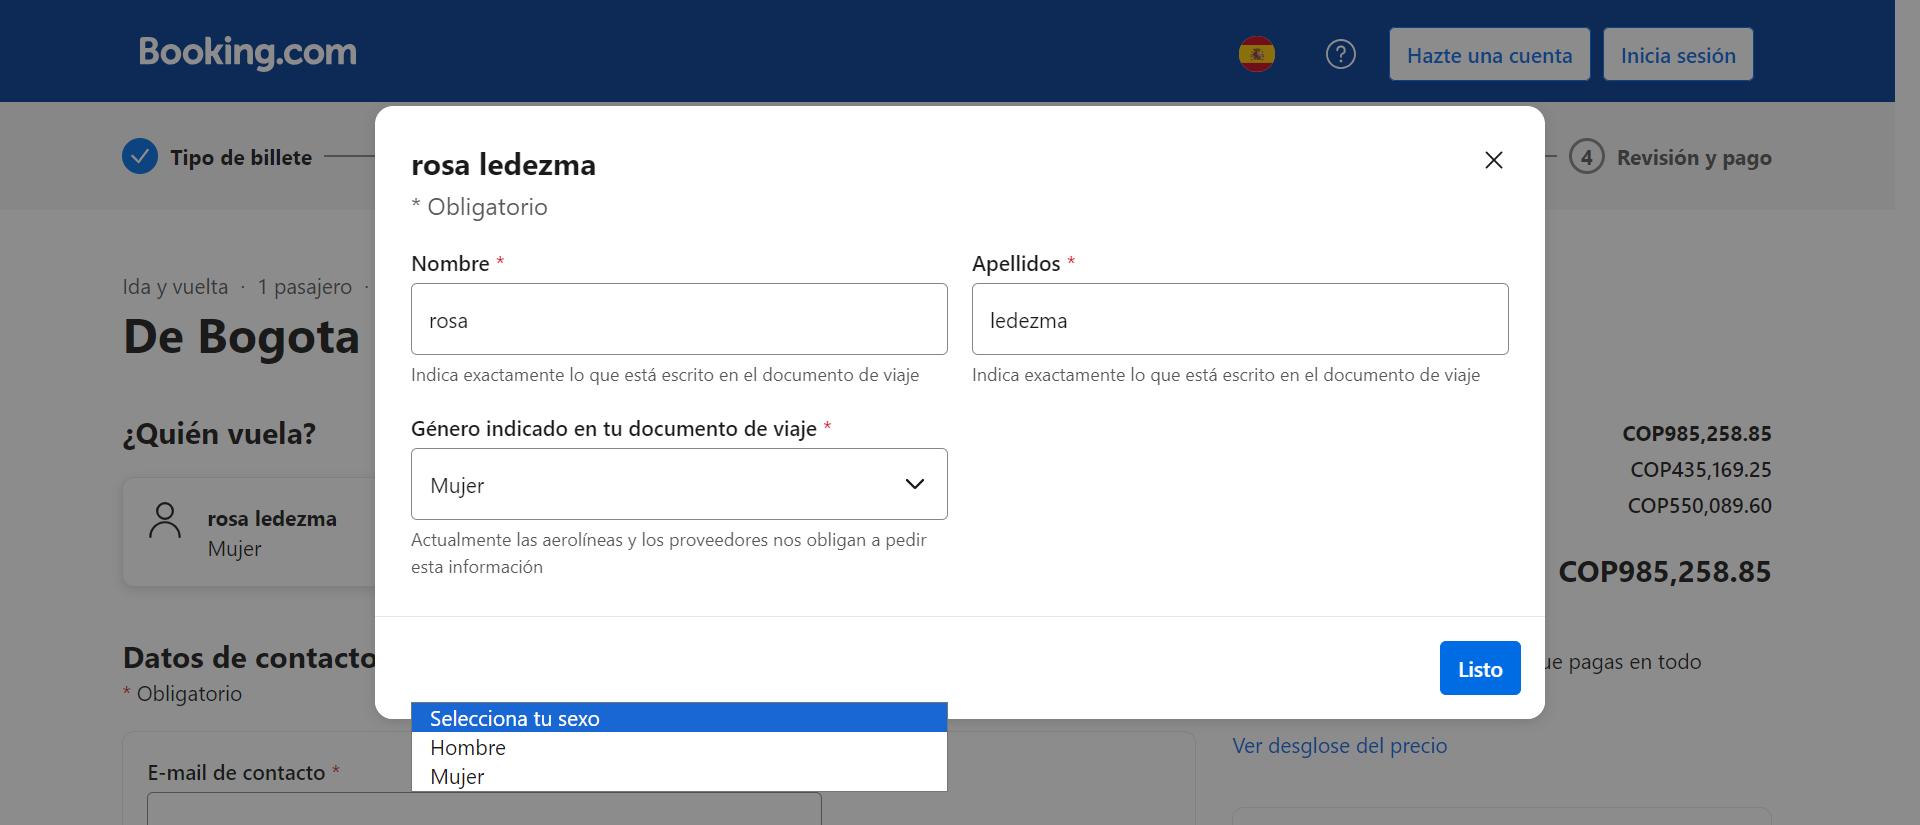 Booking.com
Hazte una cuenta
Inicia sesión
Tipo de billete
4 Revisión y pago
rosa ledezma
* Obligatorio
Nombre *
Apellidos *
rosa
ledezma
Indica exactamente lo que está escrito en el documento de viaje
Indica exactamente lo que está escrito en el documento de viaje
Género indicado en tu documento de viaje *
Mujer
Actualmente las aerolíneas y los proveedores nos obligan a pedir
esta información
Listo
Selecciona tu sexo
Hombre
Mujer
Ida y vuelta · 1 pasajero ·
De Bogota
¿Quién vuela?
rosa ledezma
Mujer
Datos de contacto
* Obligatorio
E-mail de contacto *
COP985,258.85
COP435,169.25
COP550,089.60
COP985,258.85
pagas en todo
Ver desglose del precio